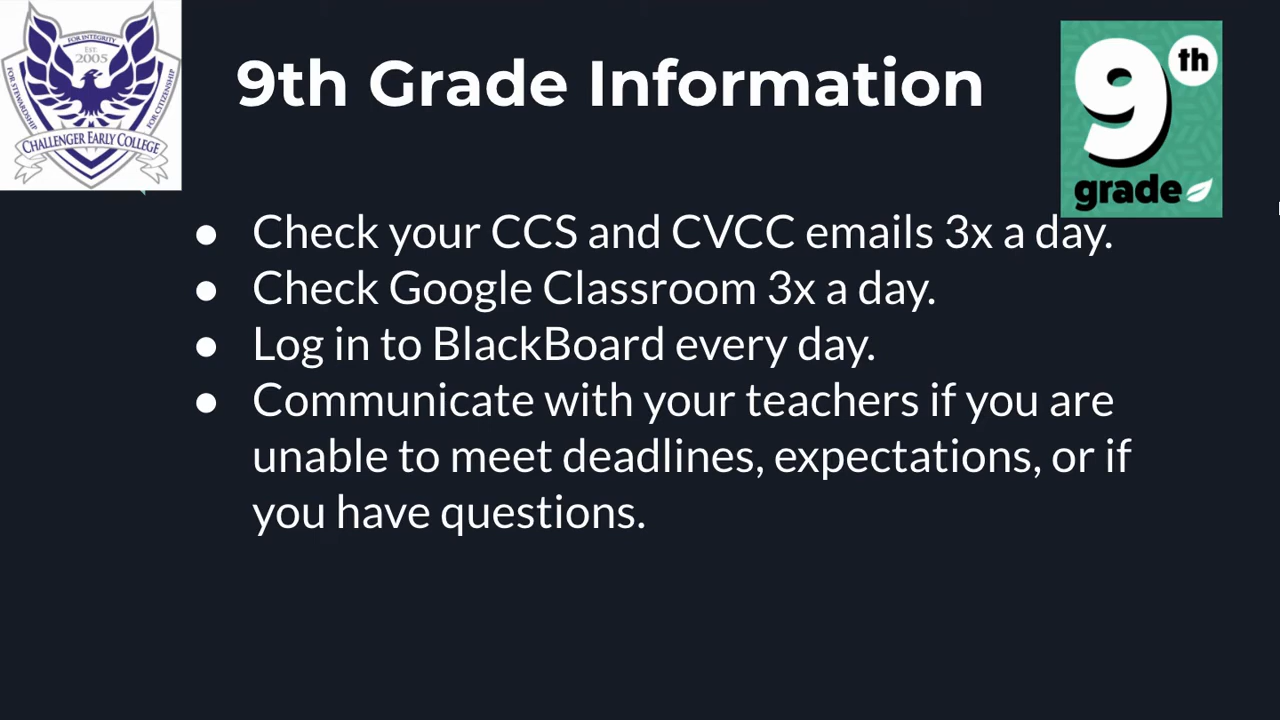 FOR INTEGRITY
EST.
2005
FOR STEWARDSHIP
FOR CITIZENSHIP
CHALLENGER EARLY COLLEGE
9th Grade Information
9th
grade
● Check your CCS and CVCC emails 3x a day.
● Check Google Classroom 3x a day.
● Log in to BlackBoard every day.
● Communicate with your teachers if you are
unable to meet deadlines, expectations, or if
you have questions.